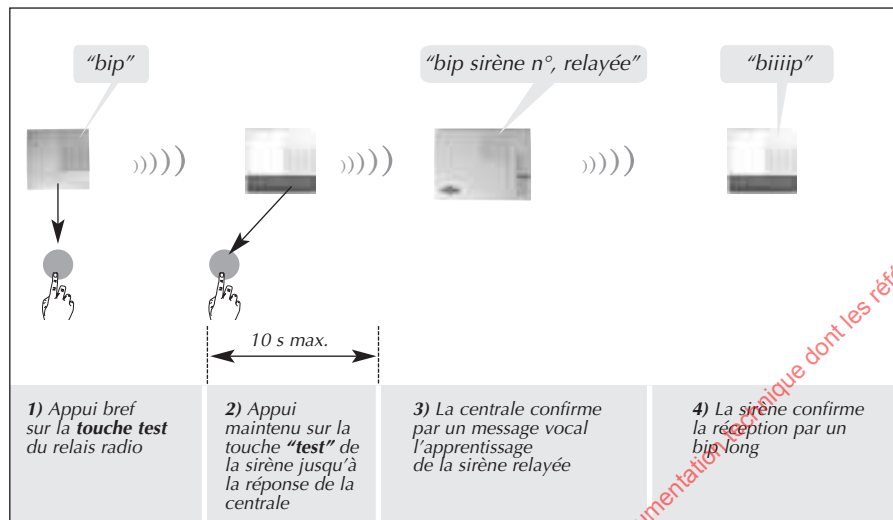 “bip”
“bip sirène n°, relayée”
“biiiip”
10 s max.
1) Appui bref
sur la touche test
du relais radio
2) Appui
maintenu sur la
touche “test” de
la sirène jusqu’à
la réponse de la
centrale
3) La centrale confirme
par un message vocal
l’apprentissage
de la sirène relayée
4) La sirène confirme
la réception par un
bip long
technique dont les